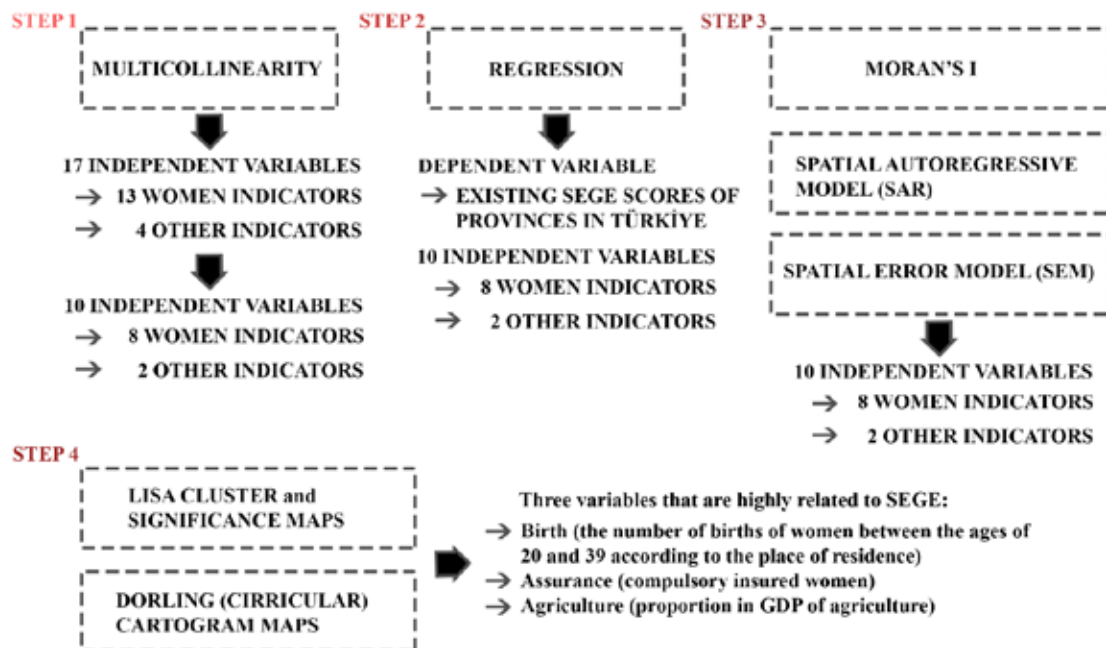 STEP 1
MULTICOLLINEARITY
17 INDEPENDENT VARIABLES
→ 13 WOMEN INDICATORS
→ 4 OTHER INDICATORS
10 INDEPENDENT VARIABLES
→ 8 WOMEN INDICATORS
→ 2 OTHER INDICATORS
STEP 2
REGRESSION
DEPENDENT VARIABLE
→ EXISTING SEGE SCORES OF
PROVINCES IN TÜRKİYE
10 INDEPENDENT VARIABLES
→ 8 WOMEN INDICATORS
→ 2 OTHER INDICATORS
STEP 3
MORAN'S I
SPATIAL AUTOREGRESSIVE
MODEL (SAR)
SPATIAL ERROR MODEL (SEM)
10 INDEPENDENT VARIABLES
→ 8 WOMEN INDICATORS
→ 2 OTHER INDICATORS
STEP 4
LISA CLUSTER and
SIGNIFICANCE MAPS
DORLING (CIRRICULAR)
CARTOGRAM MAPS
Three variables that are highly related to SEGE:
→ Birth (the number of births of women between the ages of
20 and 39 according to the place of residence)
→ Assurance (compulsory insured women)
→ Agriculture (proportion in GDP of agriculture)